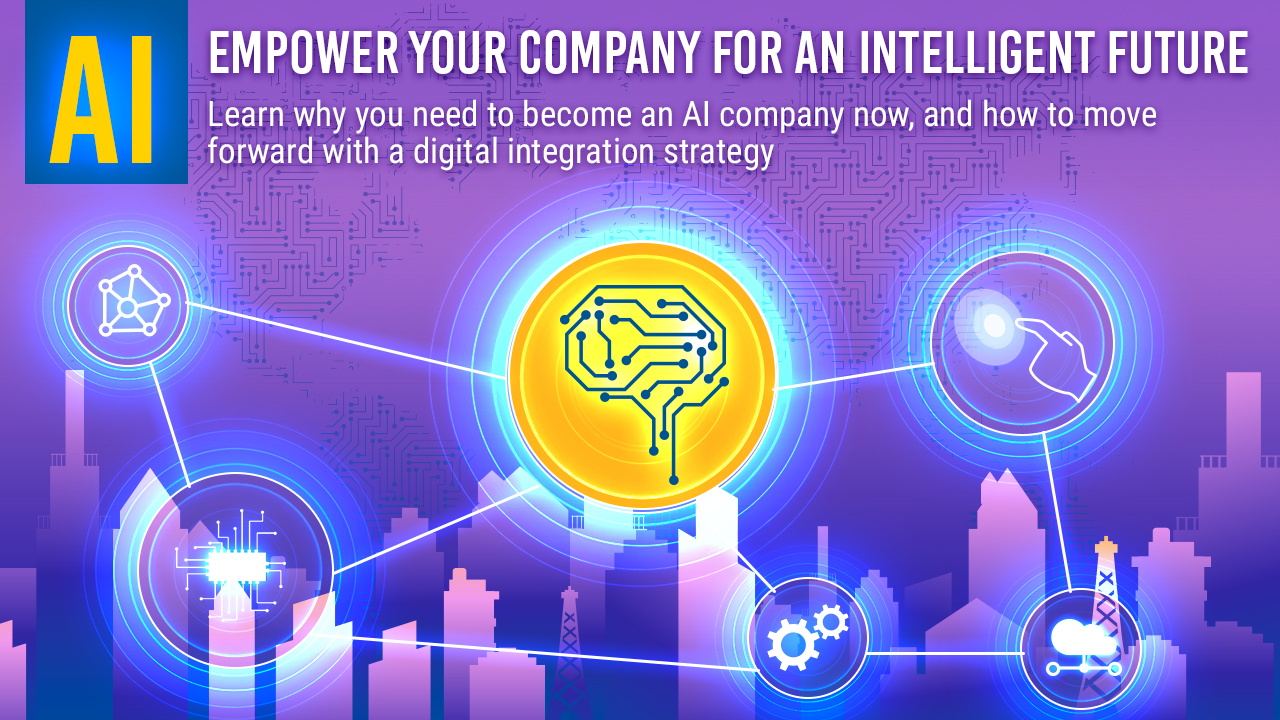 AI
EMPOWER YOUR COMPANY FOR AN INTELLIGENT FUTURE
Learn why you need to become an AI company now, and how to move
forward with a digital integration strategy